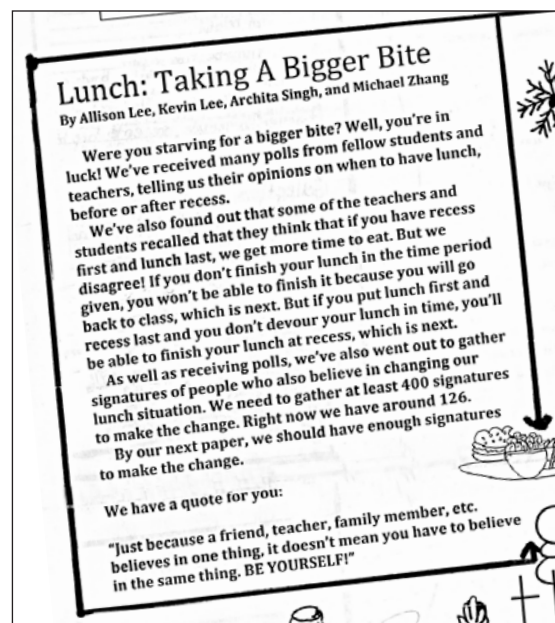 Lunch: Taking A Bigger Bite
By Allison Lee, Kevin Lee, Archita Singh, and Michael Zhang
Were you starving for a bigger bite? Well, you're in
luck! We've received many polls from fellow students and
teachers, telling us their opinions on when to have lunch,
before or after recess.
We've also found out that some of the teachers and
students recalled that they think that if you have recess
first and lunch last, we get more time to eat. But we
disagree! If you don't finish your lunch in the time period
given, you won't be able to finish it because you will go
back to class, which is next. But if you put lunch first and
recess last and you don't devour your lunch in time, you'll
be able to finish your lunch at recess, which is next.
As well as receiving polls, we've also went out to gather
signatures of people who also believe in changing our
lunch situation. We need to gather at least 400 signatures
to make the change. Right now we have around 126.
By our next paper, we should have enough signatures
to make the change.
We have a quote for you:
"Just because a friend, teacher, family member, etc.
believes in one thing, it doesn't mean you have to believe
in the same thing. BE YOURSELF!"